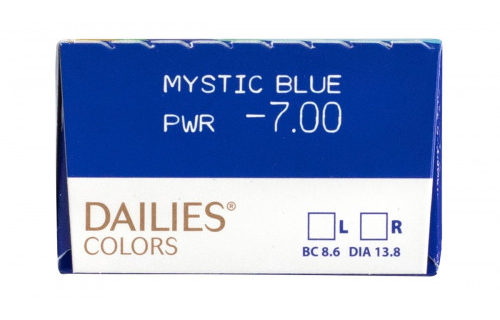 MYSTIC BLUE
PWR -7.00
DAILIES®
COLORS
L R
BC 8.6 DIA 13.8